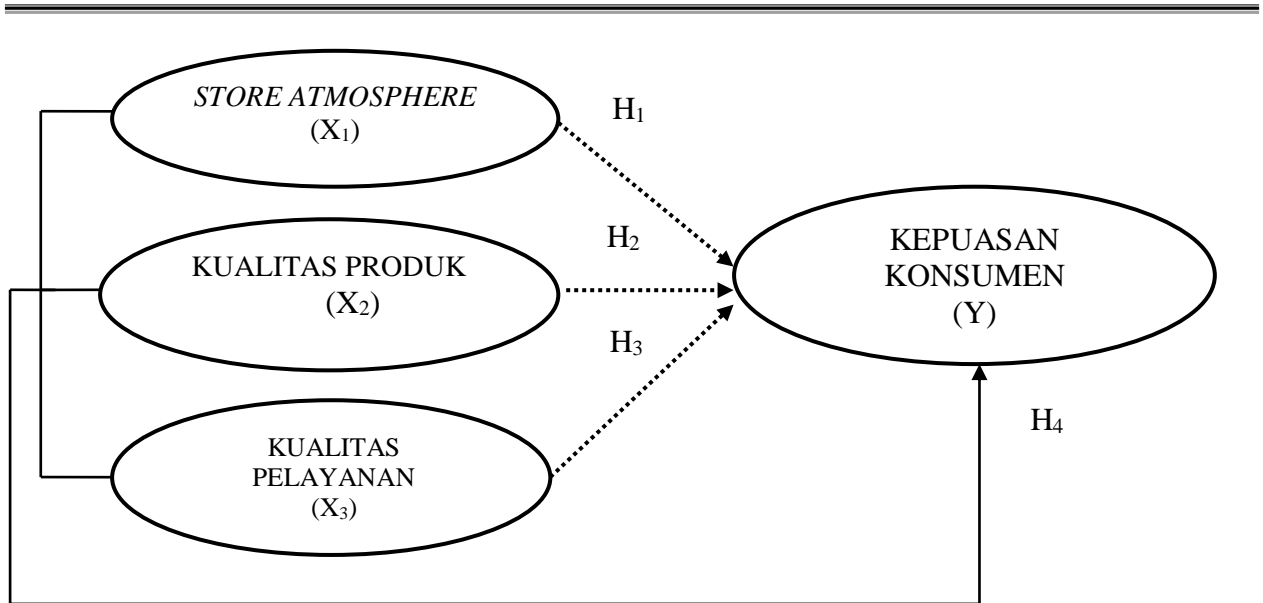 STORE ATMOSPHERE
(X₁)
H₁
KUALITAS PRODUK
(X₂)
H₂
KUALITAS
PELAYANAN
(X₃)
H₃
KEPUASAN
KONSUMEN
(Y)
H₄